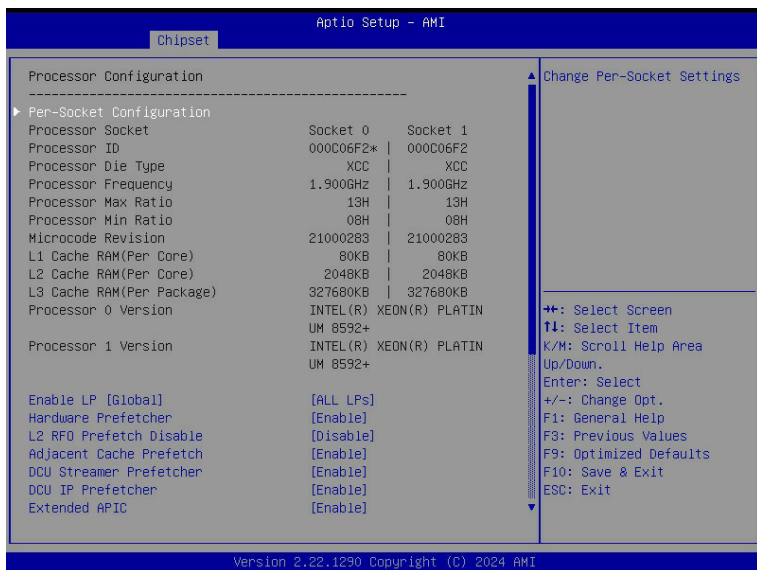 Aptio Setup - AMI
Chipset
Processor Configuration
--------------------------------------------------
Per-Socket Configuration
Processor Socket Socket 0 Socket 1
Processor ID 000C06F2* | 000C06F2
Processor Die Type XCC | XCC
Processor Frequency 1.900GHz | 1.900GHz
Processor Max Ratio 13H | 13H
Processor Min Ratio 08H | 08H
Microcode Revision 21000283 | 21000283
L1 Cache RAM(Per Core) 80KB | 80KB
L2 Cache RAM(Per Core) 2048KB | 2048KB
L3 Cache RAM(Per Package) 327680KB | 327680KB
Processor 0 Version INTEL(R) XEON(R) PLATIN
UM 8592+
Processor 1 Version INTEL(R) XEON(R) PLATIN
UM 8592+
Enable LP [Global] [ALL LPs]
Hardware Prefetcher [Enable]
L2 RFO Prefetch Disable [Disable]
Adjacent Cache Prefetch [Enable]
DCU Streamer Prefetcher [Enable]
DCU IP Prefetcher [Enable]
Extended APIC [Enable]
Change Per-Socket Settings
→←: Select Screen
↑↓: Select Item
K/M: Scroll Help Area
Up/Down.
Enter: Select
+/-: Change Opt.
F1: General Help
F3: Previous Values
F9: Optimized Defaults
F10: Save & Exit
ESC: Exit
Version 2.22.1290 Copyright (C) 2024 AMI